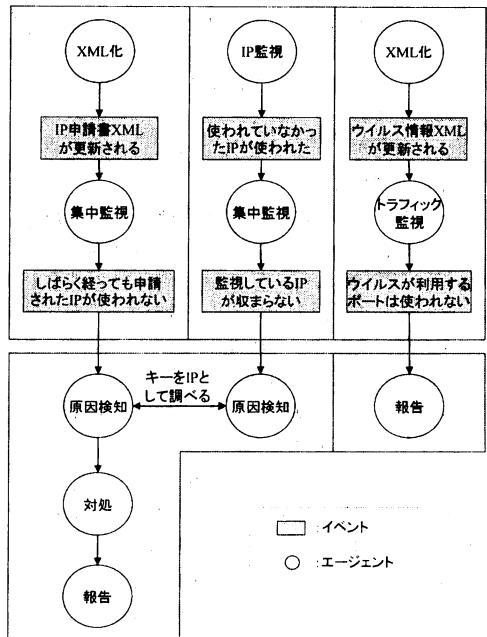 XML化
IP監視
XML化
IP申請書XML
が更新される
使われていなかっ
たIPが使われた
ウイルス情報XML
が更新される
集中監視
集中監視
トラフィック
監視
しばらく経っても申請
されたIPが使われない
監視しているIP
が収まらない
ウイルスが利用する
ポートは使われない
キーをIPと
して調べる
原因検知
原因検知
報告
対処
報告
:イベント
:エージェント